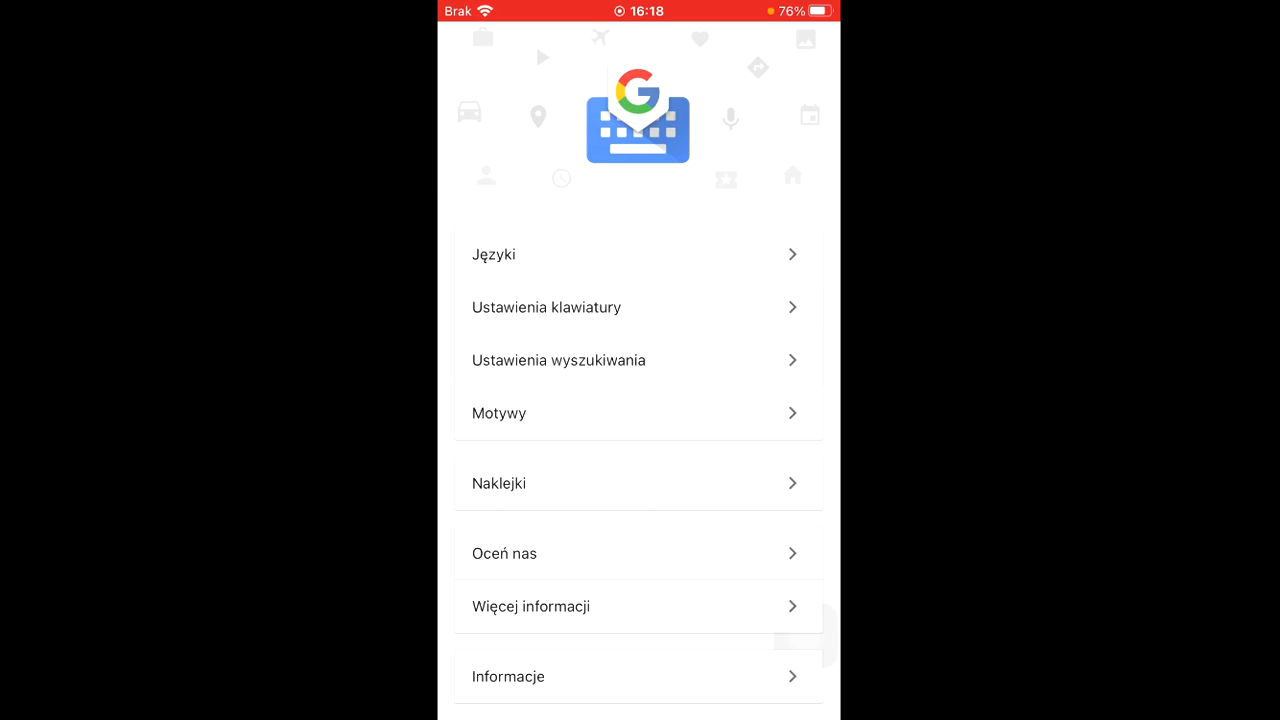 Brak 16:18 76%
G
Języki
Ustawienia klawiatury
Ustawienia wyszukiwania
Motywy
Naklejki
Oceń nas
Więcej informacji
Informacje